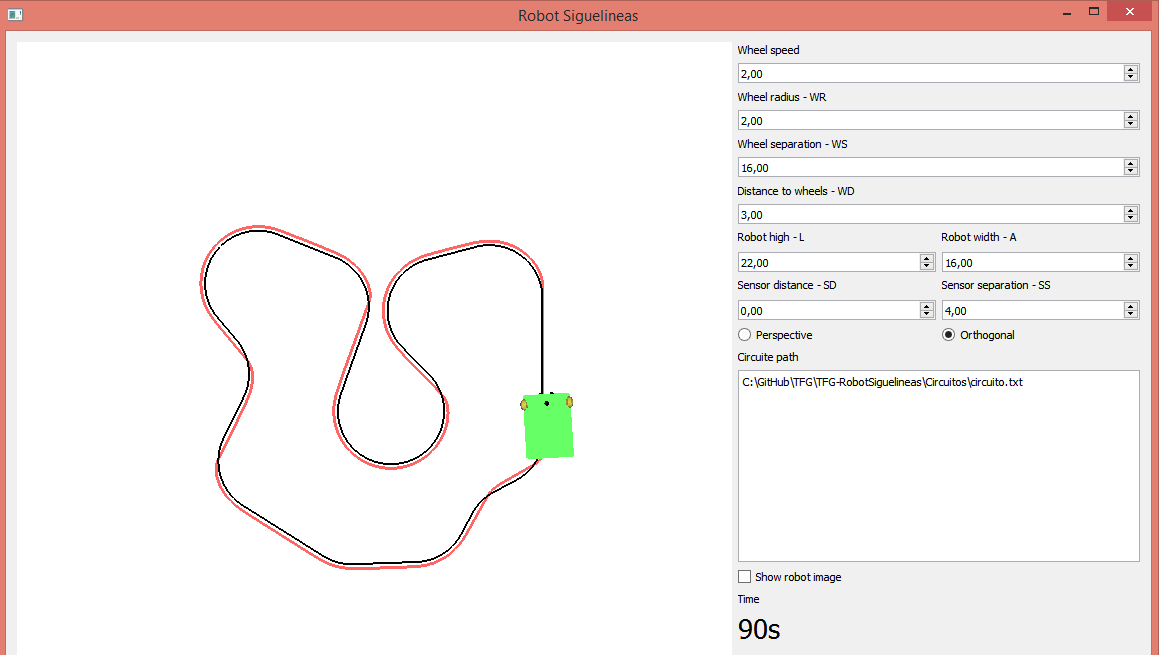 Robot Siguelineas
Wheel speed
2,00
Wheel radius - WR
2,00
Wheel separation - WS
16,00
Distance to wheels - WD
3,00
Robot high - L
Robot width - A
22,00
16,00
Sensor distance - SD
Sensor separation - SS
0,00
4,00
Perspective
Orthogonal
Circuite path
C:\GitHub\TFG\TFG-RobotSiguelineas\Circuitos\circuito.txt
Show robot image
Time
90s